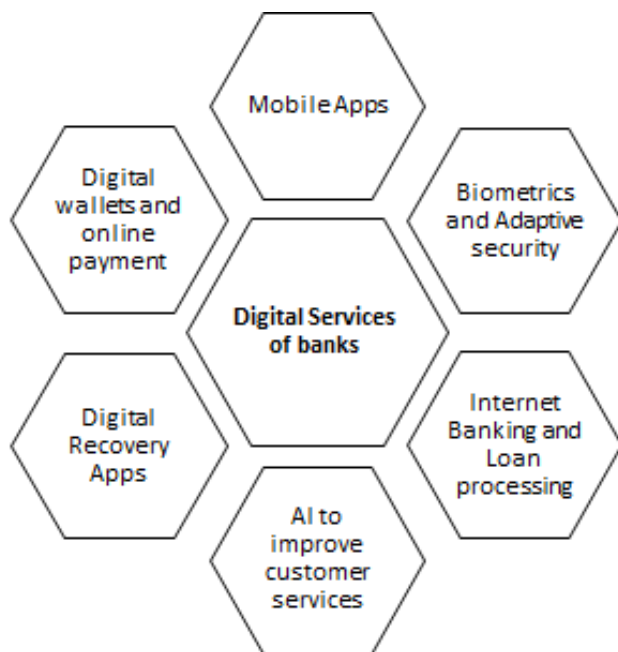 Mobile Apps
Digital
wallets and
online
payment
Biometrics
and Adaptive
security
Digital Services
of banks
Digital
Recovery
Apps
Internet
Banking and
Loan
processing
AI to
improve
customer
services